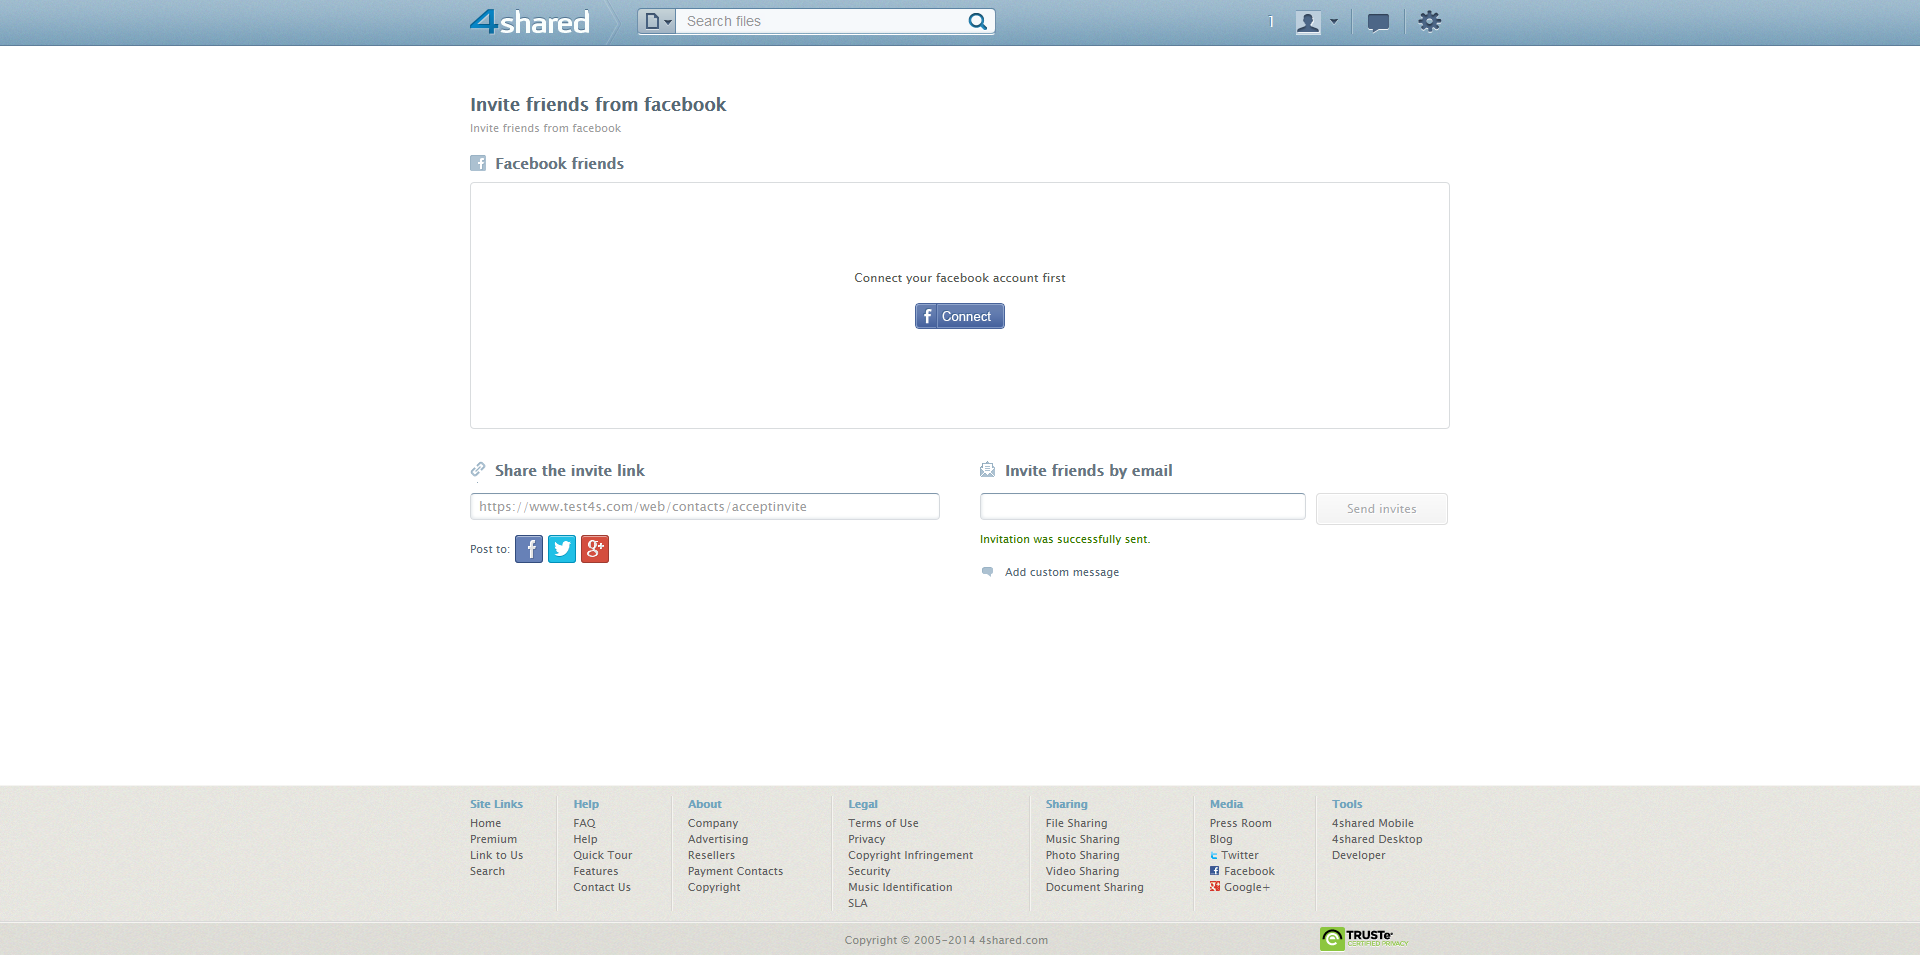 4shared
Search files
1
Invite friends from facebook
Invite friends from facebook
Facebook friends
Connect your facebook account first
f Connect
Share the invite link
Invite friends by email
https://www.test4s.com/web/contacts/acceptinvite
Send invites
Invitation was successfully sent.
Post to:
Add custom message
Site Links
Home
Premium
Link to Us
Search
Help
FAQ
Help
Quick Tour
Features
Contact Us
About
Company
Advertising
Resellers
Payment Contacts
Copyright
Legal
Terms of Use
Privacy
Copyright Infringement
Security
Music Identification
SLA
Sharing
File Sharing
Music Sharing
Photo Sharing
Video Sharing
Document Sharing
Media
Press Room
Blog
Twitter
Facebook
Google+
Tools
4shared Mobile
4shared Desktop
Developer
Copyright © 2005-2014 4shared.com
TRUSTe
CERTIFIED PRIVACY